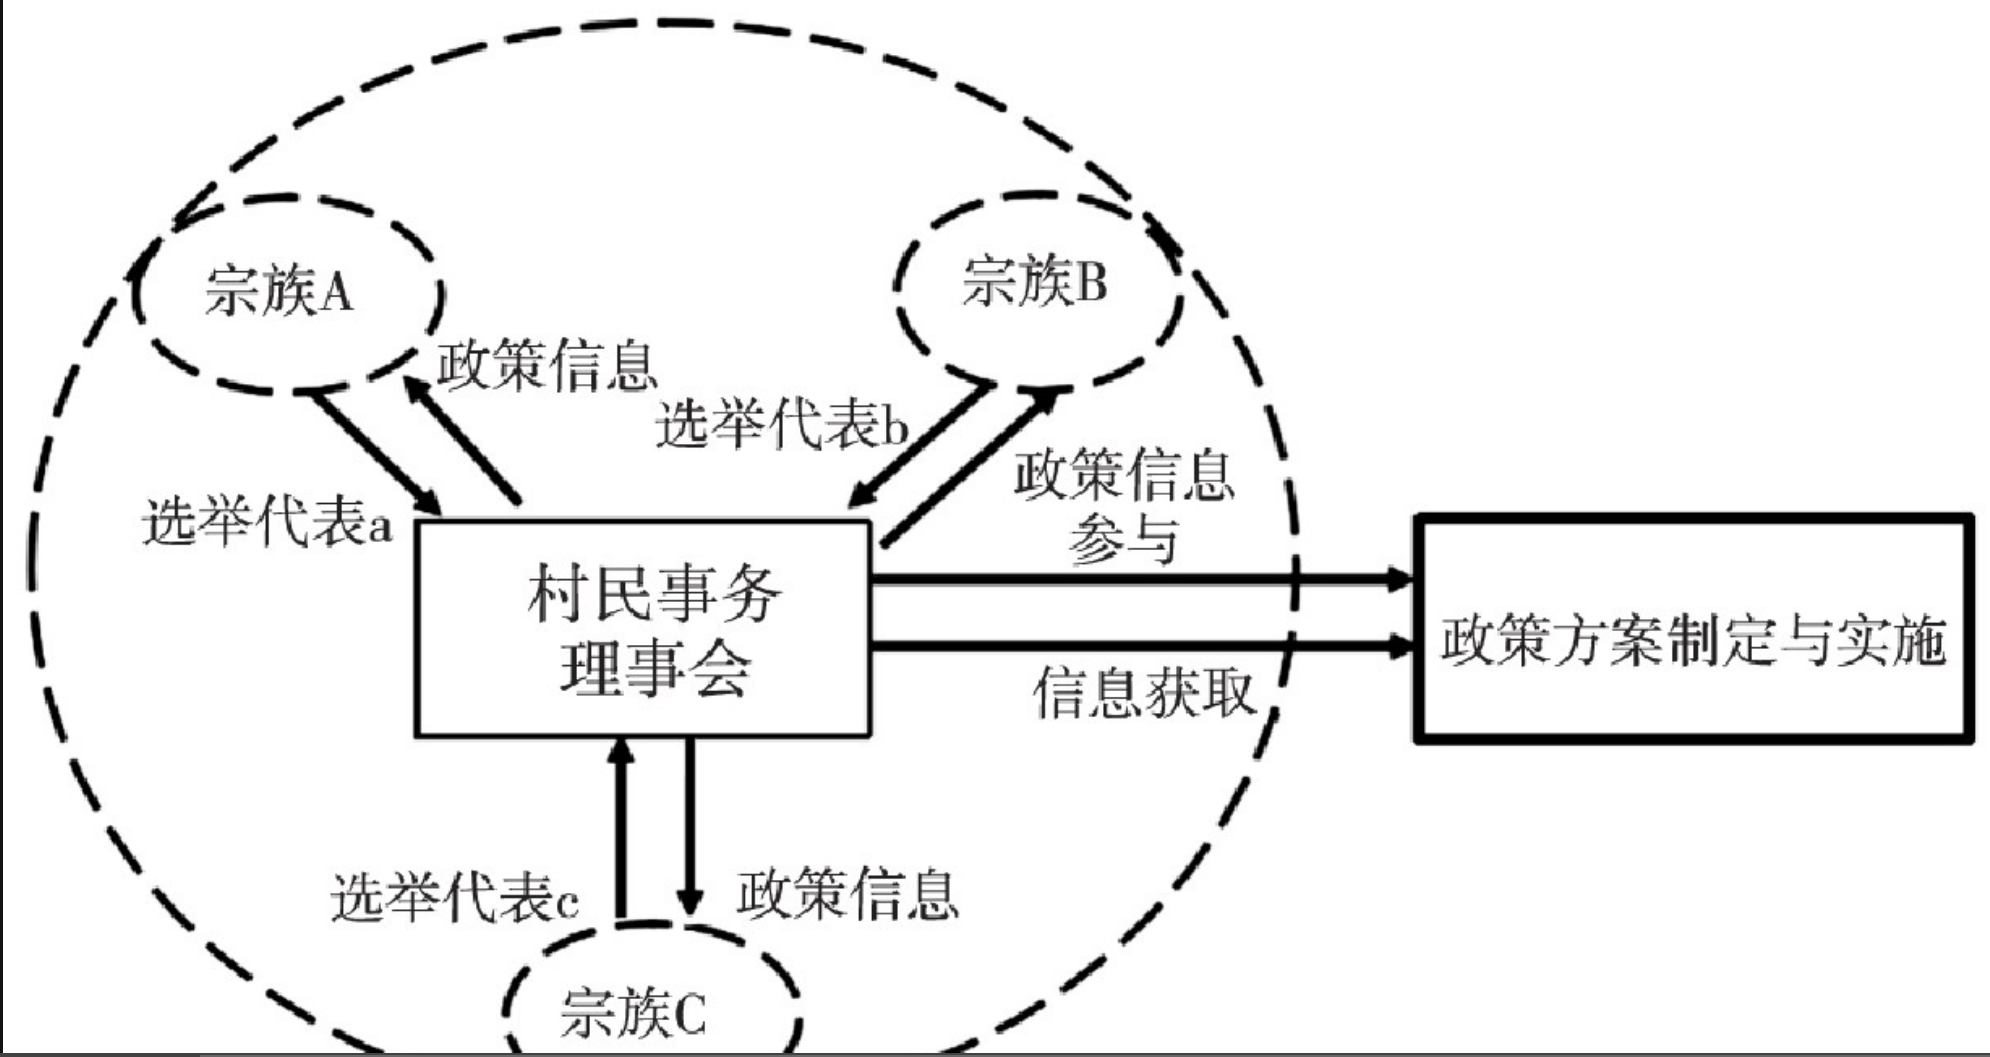 宗族A
宗族B
政策信息
选举代表b
政策信息
选举代表a
参与
村民事务
理事会
政策方案制定与实施
信息获取
选举代表c
政策信息
宗族C